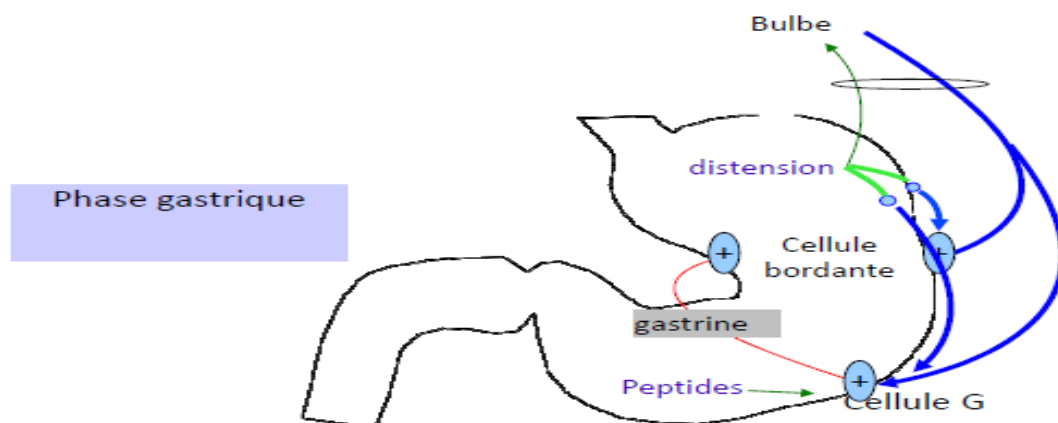 Bulbe
distension
Phase gastrique
+
+
Cellule
bordante
gastrine
Peptides
+
Cellule G